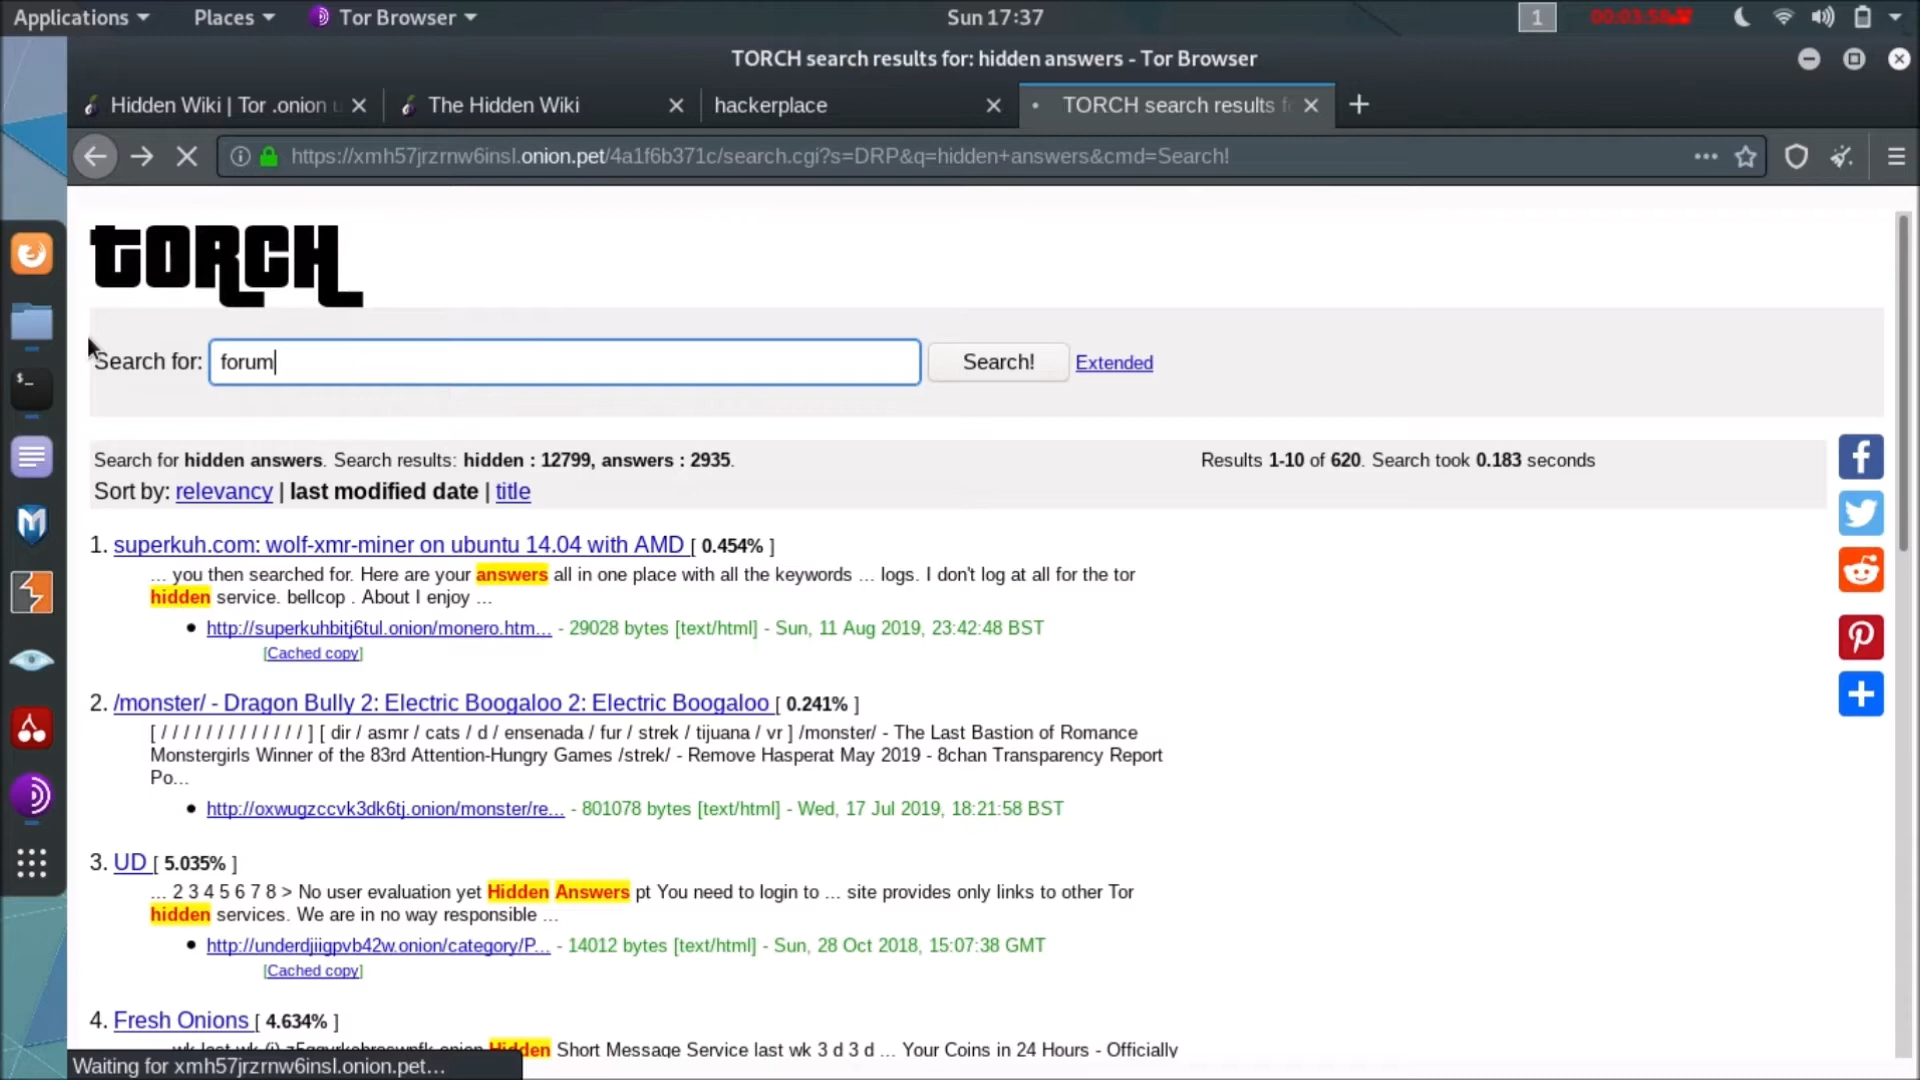 Applications Places Tor Browser Sun 17:37 1
TORCH search results for: hidden answers - Tor Browser
Hidden Wiki | Tor .onion u The Hidden Wiki hackerplace TORCH search results f
https://xmh57jrzrnw6insl.onion.pet/4a1f6b371c/search.cgi?s=DRP&q=hidden+answers&cmd=Search!
TORCH
Search for: forum Search! Extended
Search for hidden answers. Search results: hidden : 12799, answers : 2935. Results 1-10 of 620. Search took 0.183 seconds
Sort by: relevancy | last modified date | title
1. superkuh.com: wolf-xmr-miner on ubuntu 14.04 with AMD [ 0.454% ]
... you then searched for. Here are your answers all in one place with all the keywords ... logs. I don't log at all for the tor
hidden service. bellcop . About I enjoy ...
http://superkuhbitj6tul.onion/monero.htm... - 29028 bytes [text/html] - Sun, 11 Aug 2019, 23:42:48 BST
[Cached copy]
2. /monster/ - Dragon Bully 2: Electric Boogaloo 2: Electric Boogaloo [ 0.241% ]
[ / / / / / / / / / / / / / ] [ dir / asmr / cats / d / ensenada / fur / strek / tijuana / vr ] /monster/ - The Last Bastion of Romance
Monstergirls Winner of the 83rd Attention-Hungry Games /strek/ - Remove Hasperat May 2019 - 8chan Transparency Report
Po...
http://oxwugzccvk3dk6tj.onion/monster/re... - 801078 bytes [text/html] - Wed, 17 Jul 2019, 18:21:58 BST
3. UD [ 5.035% ]
... 2 3 4 5 6 7 8 > No user evaluation yet Hidden Answers pt You need to login to ... site provides only links to other Tor
hidden services. We are in no way responsible ...
http://underdjiigpvb42w.onion/category/P... - 14012 bytes [text/html] - Sun, 28 Oct 2018, 15:07:38 GMT
[Cached copy]
4. Fresh Onions [ 4.634% ]
Hidden Short Message Service last wk 3 d 3 d ... Your Coins in 24 Hours - Officially
Waiting for xmh57jrzrnw6insl.onion.pet...